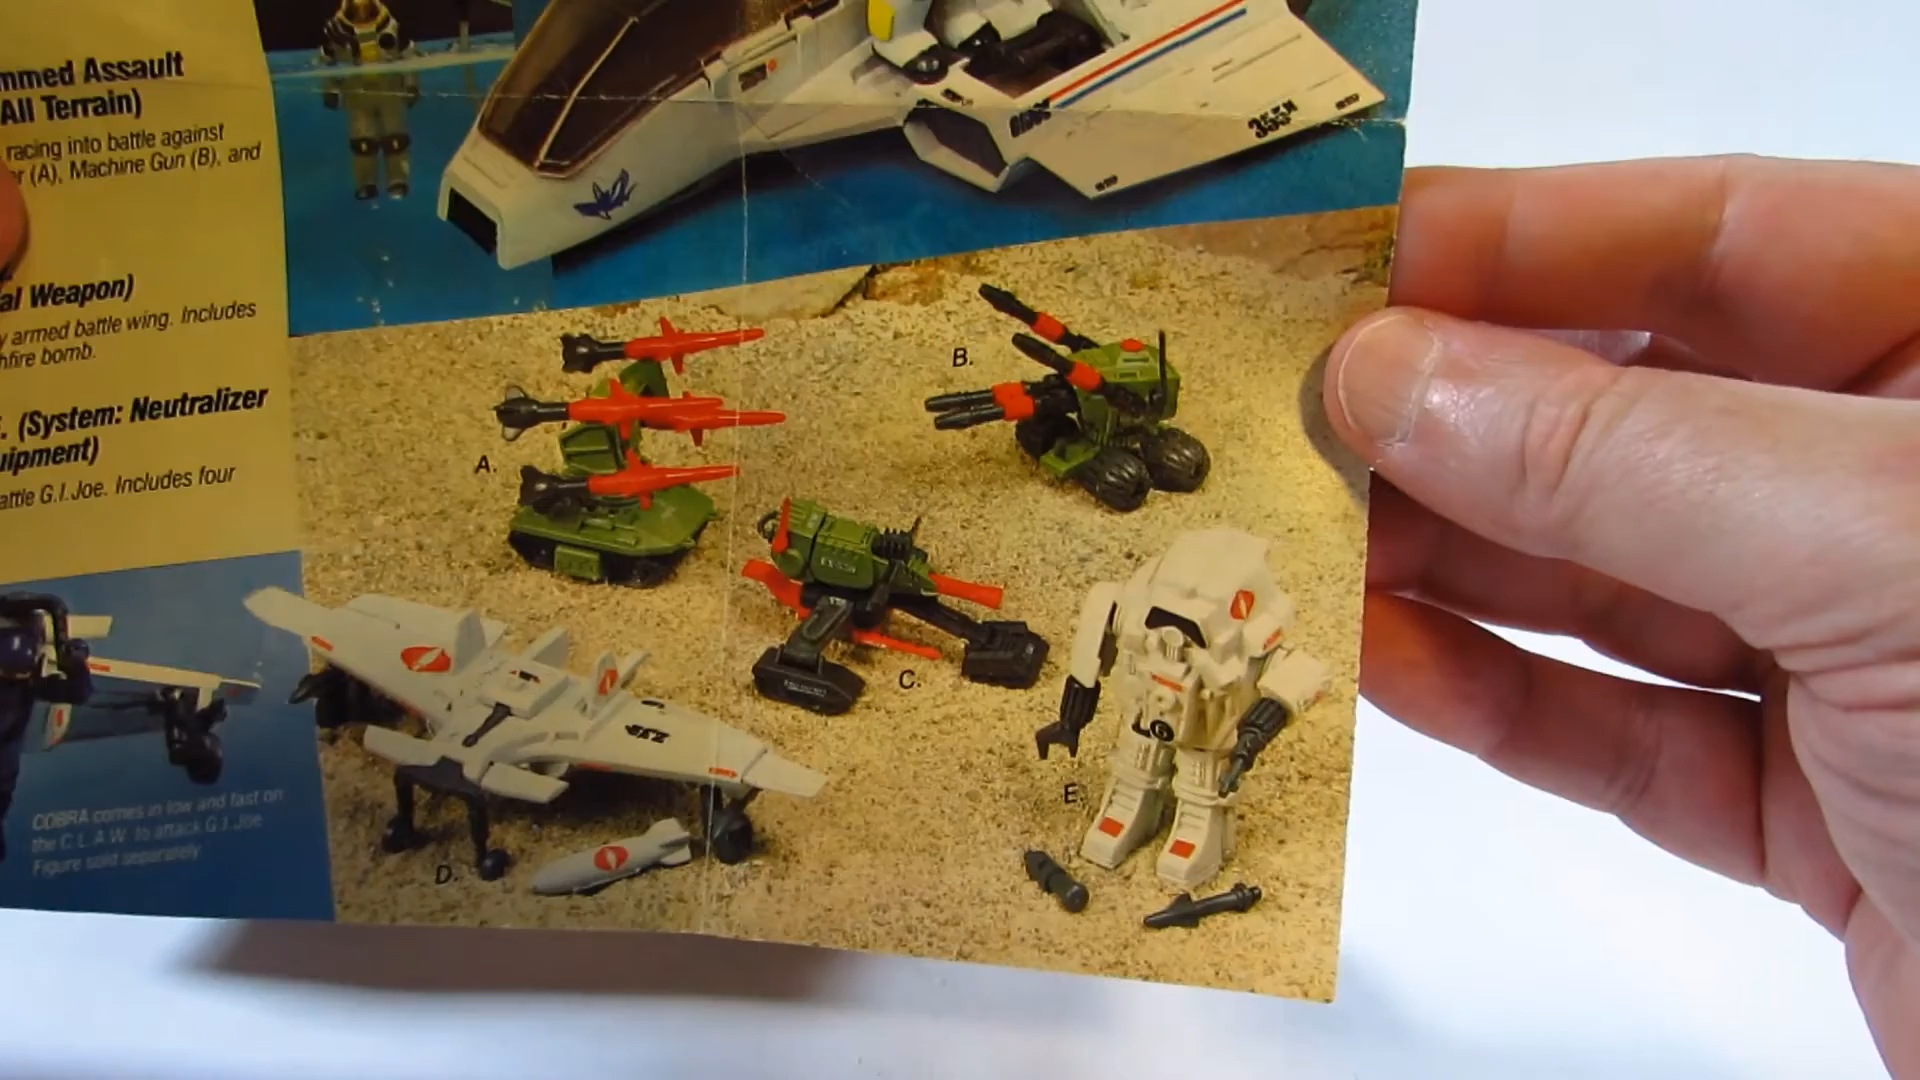 mmed Assault
All Terrain)
racing into battle against
r (A), Machine Gun (B), and
al Weapon)
y armed battle wing. Includes
hfire bomb.
. (System: Neutralizer
uipment)
attle G.I. Joe. Includes four
COBRA comes in low and fast on
the C.L.A.W. to attack G.I. Joe.
Figure sold separately.
A.
B.
C.
D.
E.